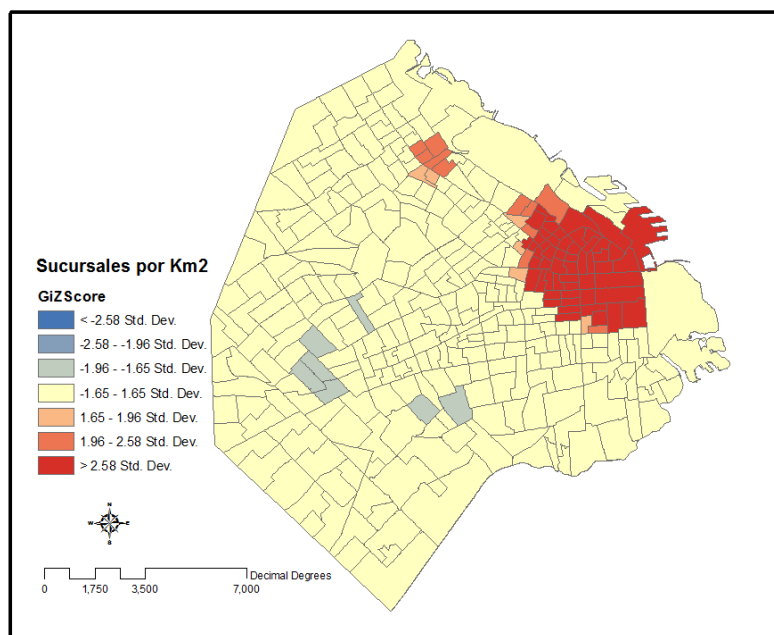 Sucursales por Km2
GiZScore
< -2.58 Std. Dev.
-2.58 - -1.96 Std. Dev.
-1.96 - -1.65 Std. Dev.
-1.65 - 1.65 Std. Dev.
1.65 - 1.96 Std. Dev.
1.96 - 2.58 Std. Dev.
> 2.58 Std. Dev.
N
W E
S
Decimal Degrees
0 1,750 3,500 7,000